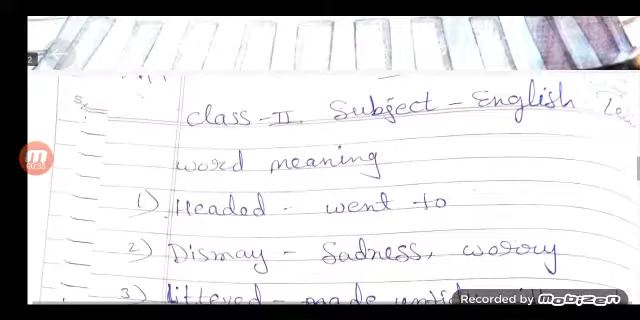 Class-II. Subject - English
word meaning
1) Headed - went to
2) Dismay - Sadness, worry
3) littered - made untidy
Recorded by
MOBIZEN